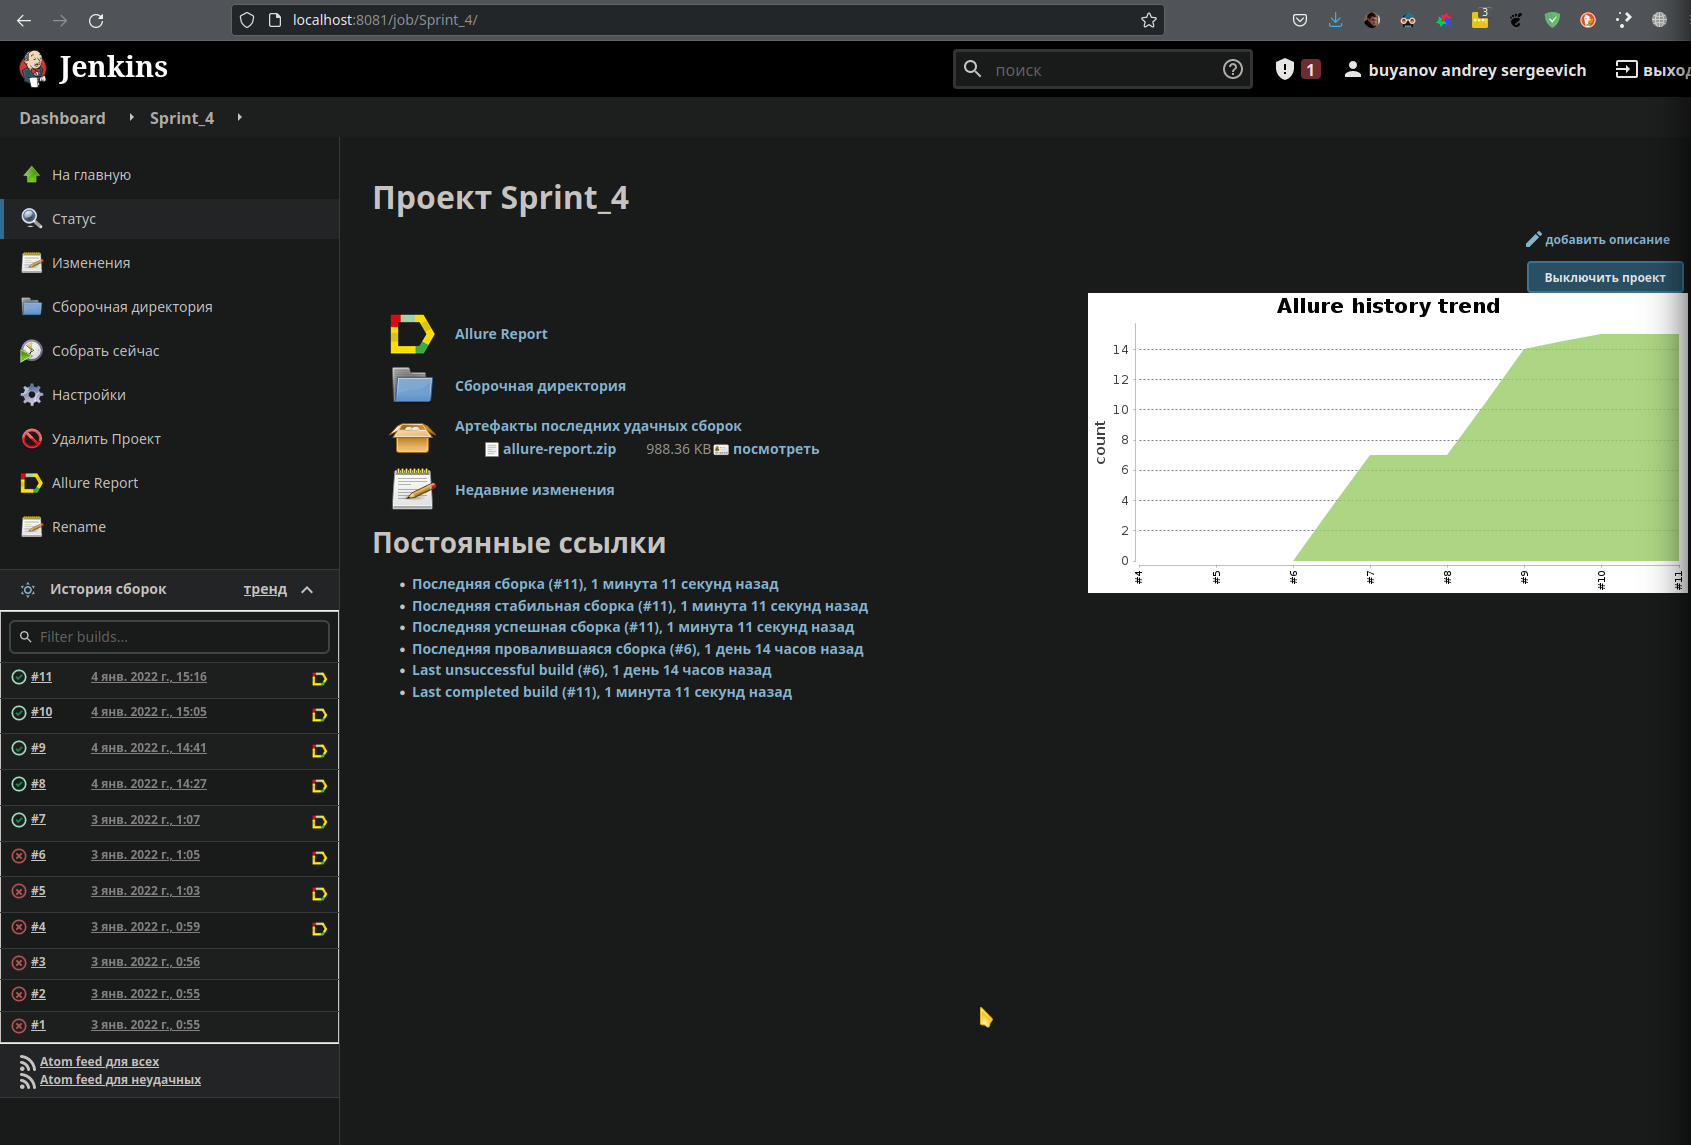 localhost:8081/job/Sprint_4/
3
Jenkins
поиск
1
buyanov andrey sergeevich
выход
Dashboard
Sprint_4
На главную
Статус
Изменения
Сборочная директория
Собрать сейчас
Настройки
Удалить Проект
Allure Report
Rename
История сборок
тренд
Filter builds...
#11 4 янв. 2022 г., 15:16
#10 4 янв. 2022 г., 15:05
#9 4 янв. 2022 г., 14:41
#8 4 янв. 2022 г., 14:27
#7 3 янв. 2022 г., 1:07
#6 3 янв. 2022 г., 1:05
#5 3 янв. 2022 г., 1:03
#4 3 янв. 2022 г., 0:59
#3 3 янв. 2022 г., 0:56
#2 3 янв. 2022 г., 0:55
#1 3 янв. 2022 г., 0:55
Atom feed для всех
Atom feed для неудачных
Проект Sprint_4
добавить описание
Выключить проект
Allure Report
Сборочная директория
Артефакты последних удачных сборок
allure-report.zip 988.36 KB посмотреть
Недавние изменения
Постоянные ссылки
Последняя сборка (#11), 1 минута 11 секунд назад
Последняя стабильная сборка (#11), 1 минута 11 секунд назад
Последняя успешная сборка (#11), 1 минута 11 секунд назад
Последняя провалившаяся сборка (#6), 1 день 14 часов назад
Last unsuccessful build (#6), 1 день 14 часов назад
Last completed build (#11), 1 минута 11 секунд назад
Allure history trend
count
14
12
10
8
6
4
2
0
#4 #5 #6 #7 #8 #9 #10 #11